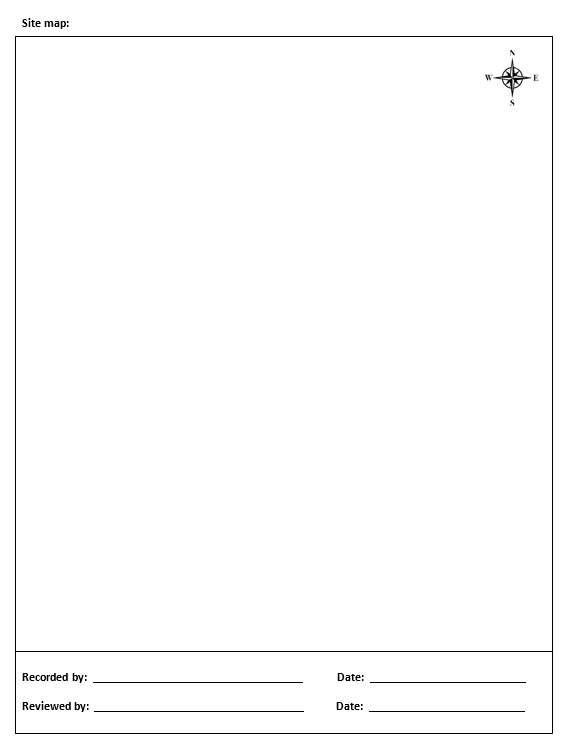 Site map:
N
W E
S
Recorded by: Date:
Reviewed by: Date: